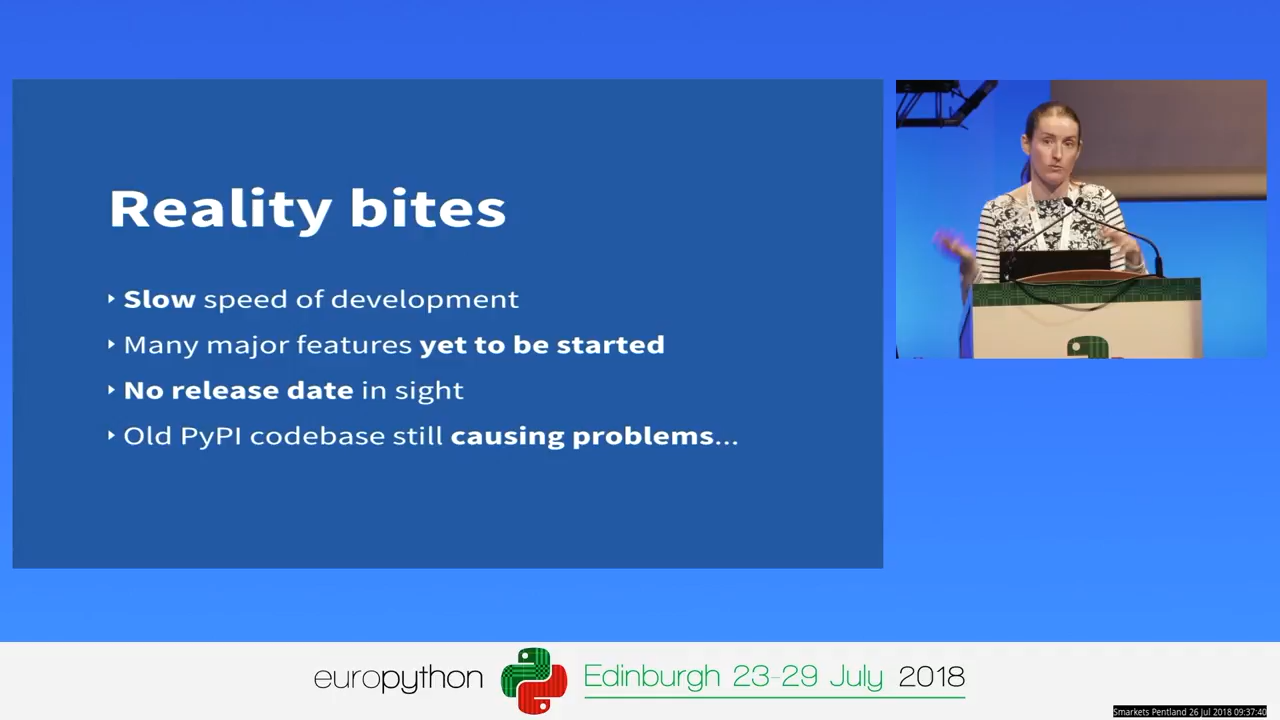 Reality bites
Slow speed of development
Many major features yet to be started
No release date in sight
Old PyPI codebase still causing problems...
europython Edinburgh 23-29 July 2018
Smarkets Pentland 26 Jul 2018 09:37:40